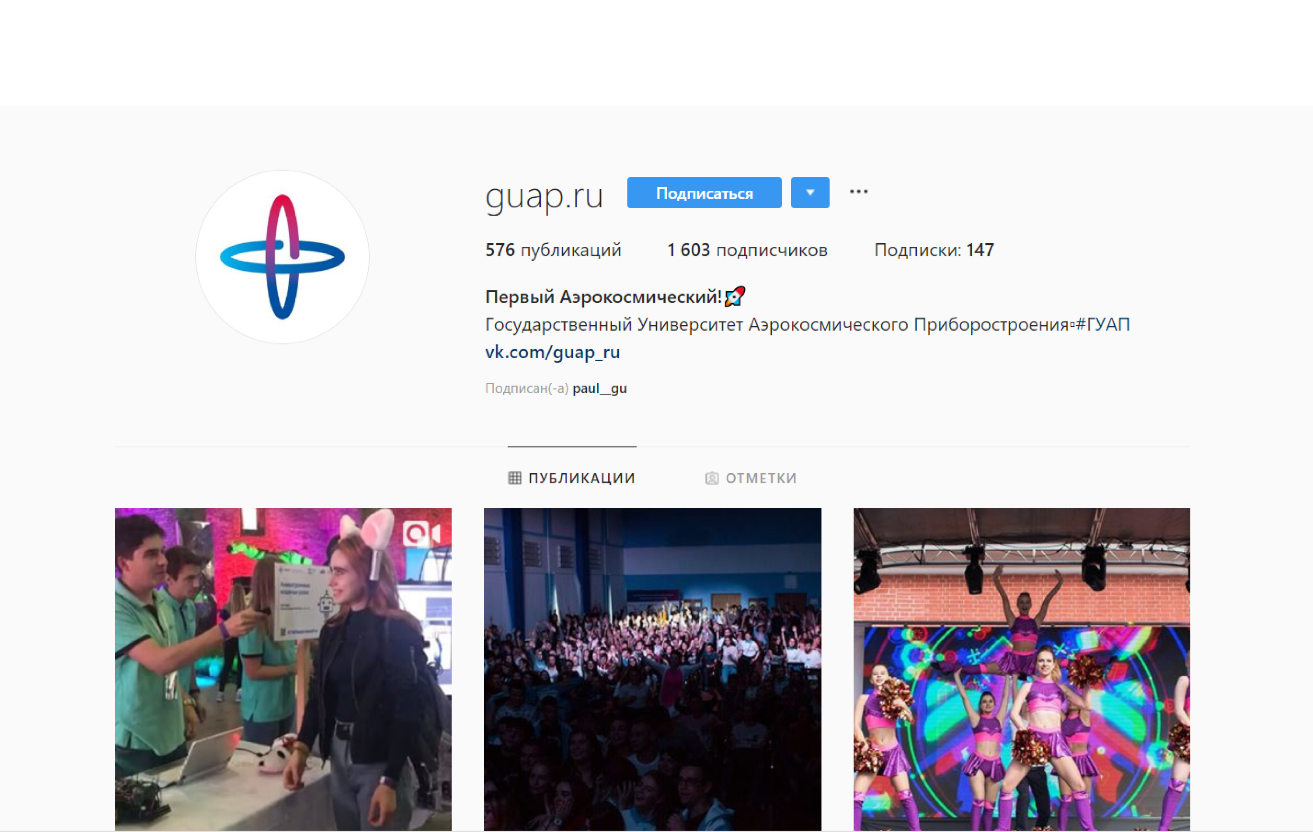 guap.ru Подписаться
576 публикаций 1 603 подписчиков Подписки: 147
Первый Аэрокосмический!🚀
Государственный Университет Аэрокосмического Приборостроения▫#ГУАП
vk.com/guap_ru
Подписан(-а) paul__gu
ПУБЛИКАЦИИ ОТМЕТКИ